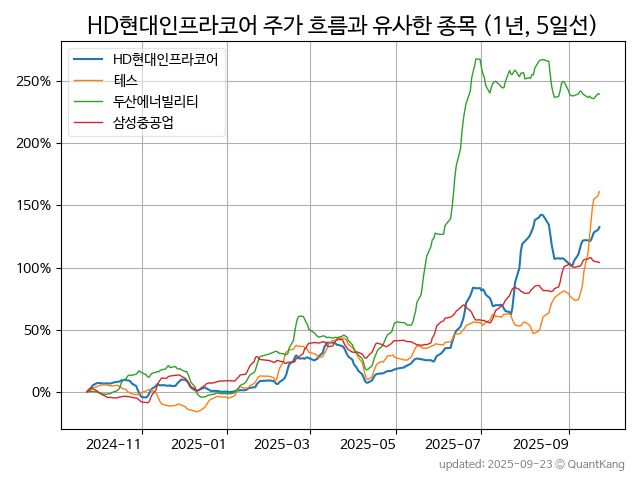 HD현대인프라코어 주가 흐름과 유사한 종목 (1년, 5일선)
HD현대인프라코어
테스
두산에너빌리티
삼성중공업
250%
200%
150%
100%
50%
0%
2024-11 2025-01 2025-03 2025-05 2025-07 2025-09
updated: 2025-09-23 © QuantKang